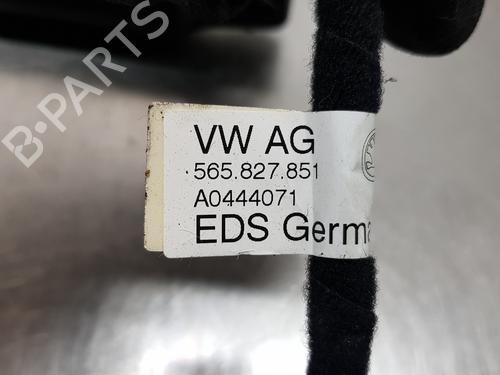 VW AG
565.827.851
A0444071
EDS Germa
B-PARTS